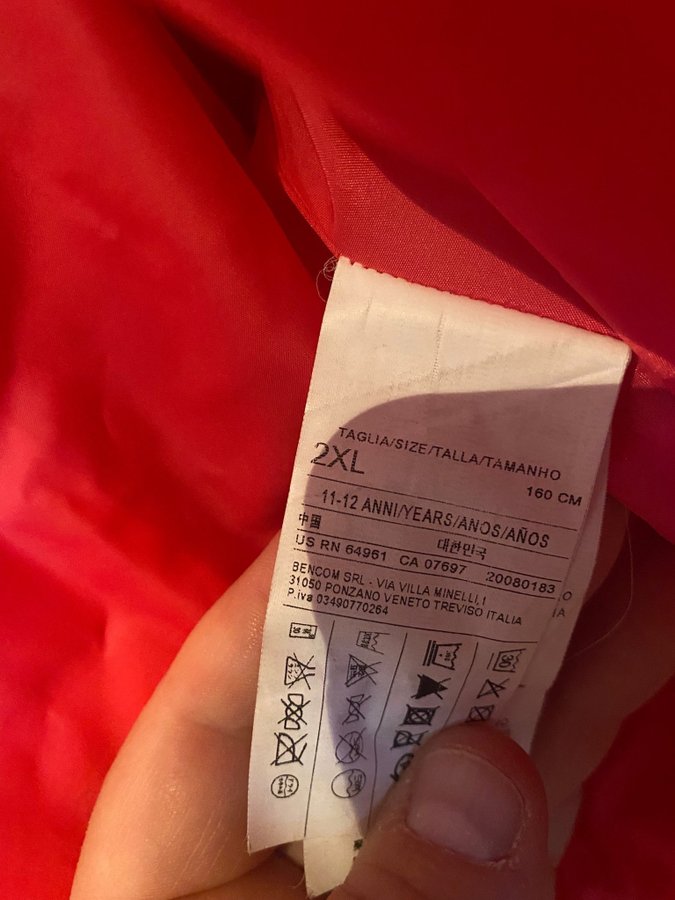 TAGLIA/SIZE/TALLA/TAMANHO
2XL
160 CM
11-12 ANNI/YEARS/ANOS/AÑOS
中国 대한민국
US RN 64961 CA 07697 20080183
BENCOM SRL - VIA VILLA MINELLI,1
31050 PONZANO VENETO TREVISO ITALIA
P.iva 03490770264